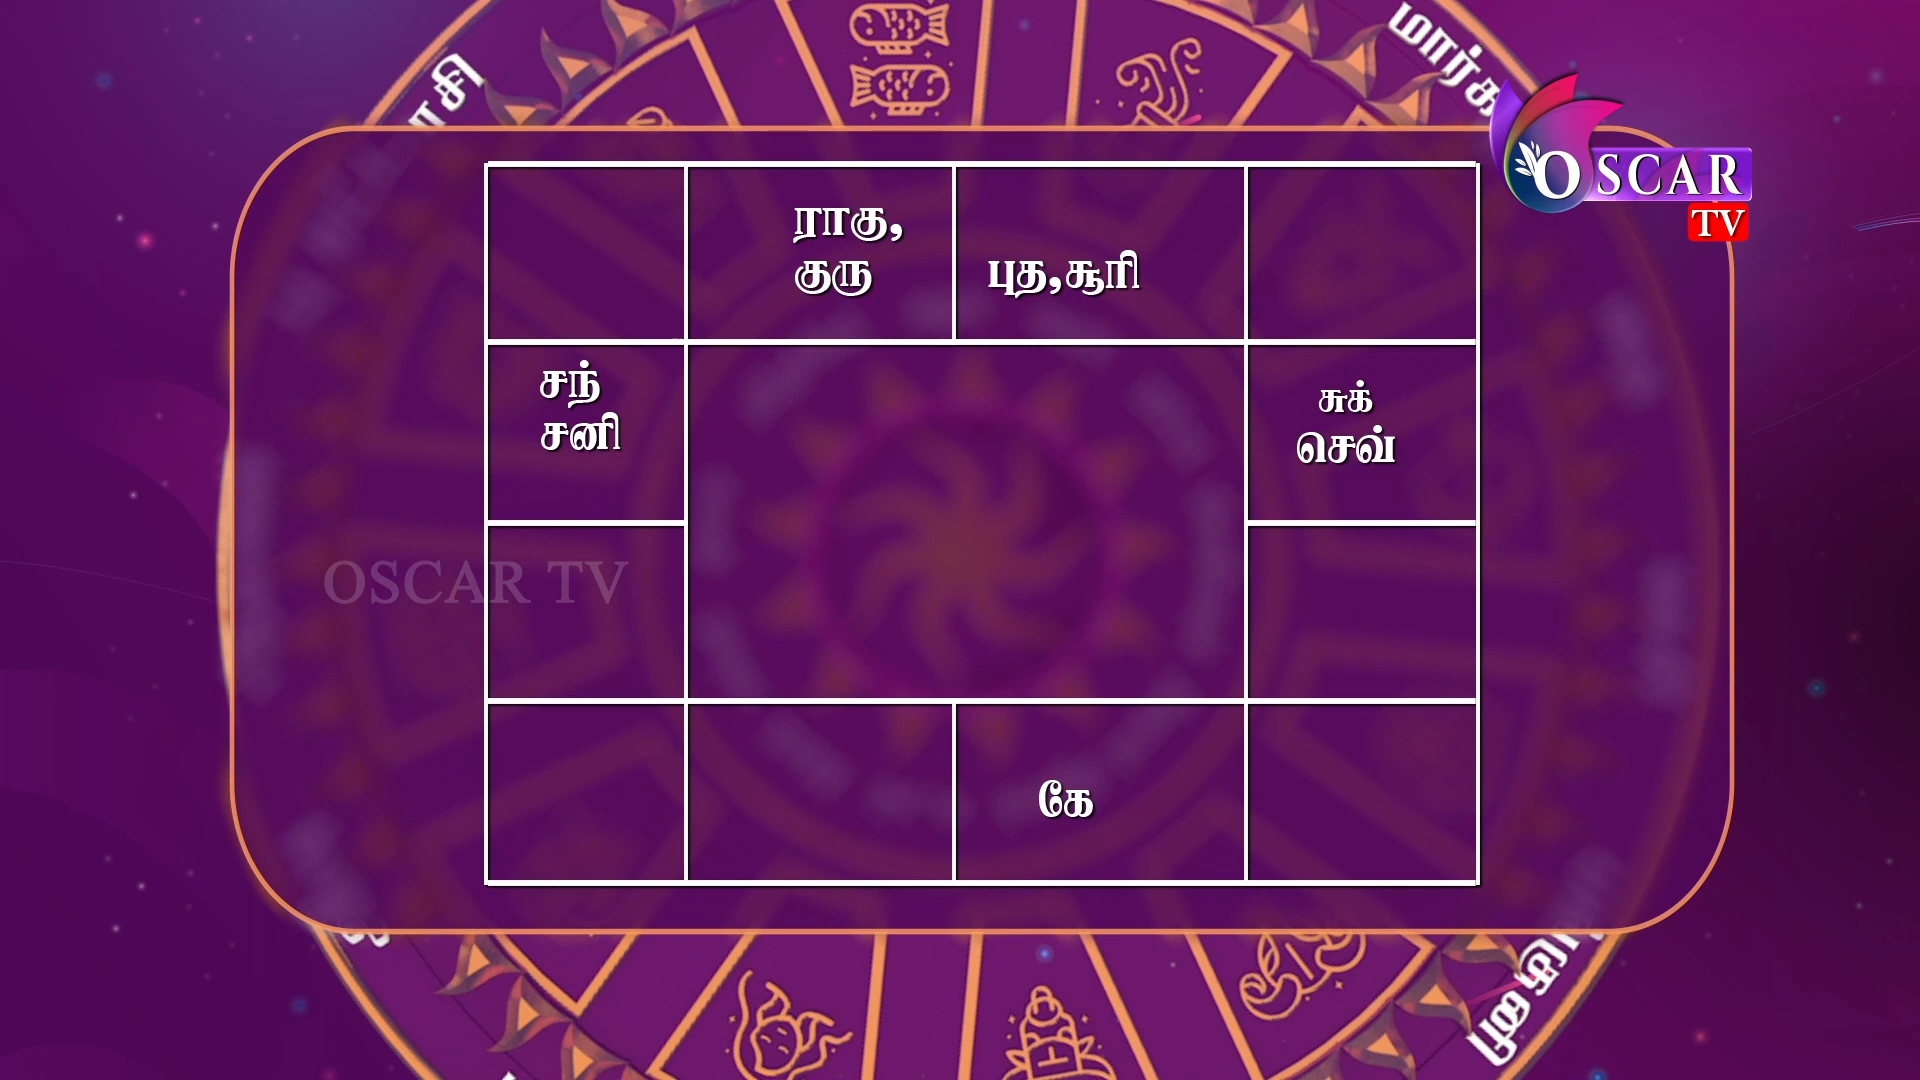 மார்க
OSCAR
TV
ராகு,
குரு
புத,சூரி
சந்
சனி
சுக்
செவ்
OSCAR TV
கே